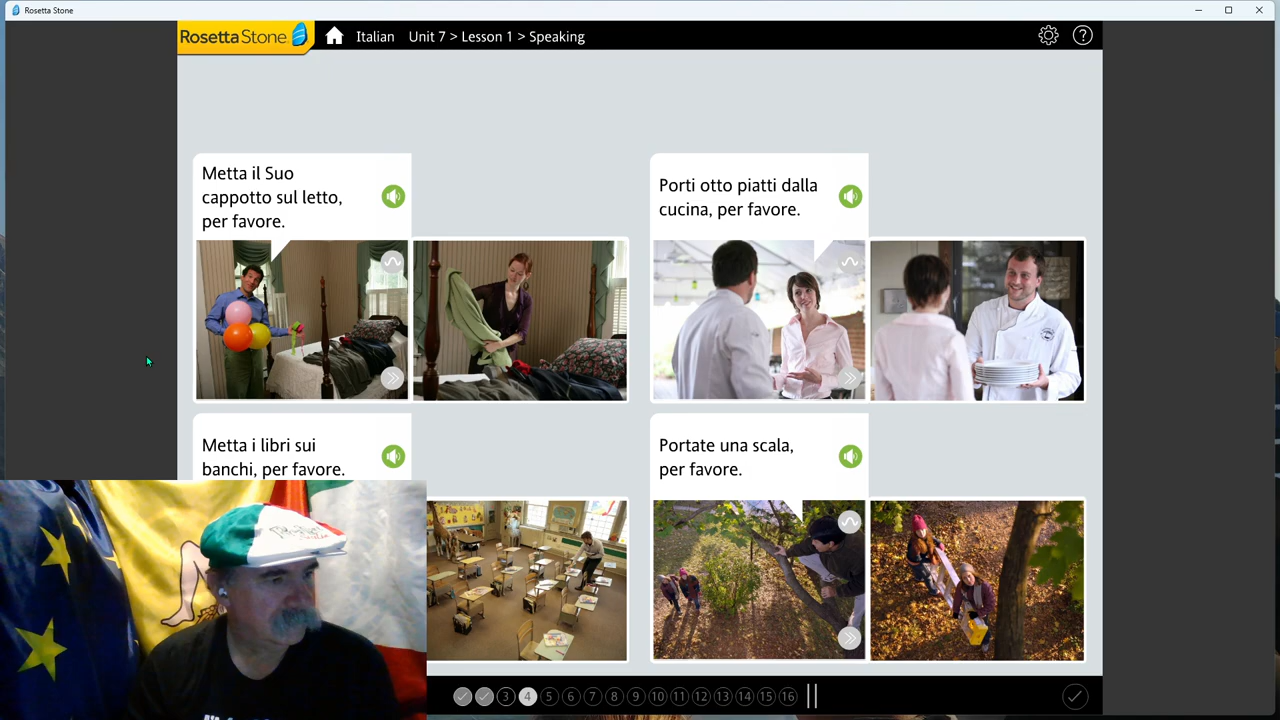 Rosetta Stone
RosettaStone
Italian Unit 7 > Lesson 1 > Speaking
Metta il Suo
cappotto sul letto,
per favore.
Porti otto piatti dalla
cucina, per favore.
Metta i libri sui
banchi, per favore.
Portate una scala,
per favore.
3 4 5 6 7 8 9 10 11 12 13 14 15 16